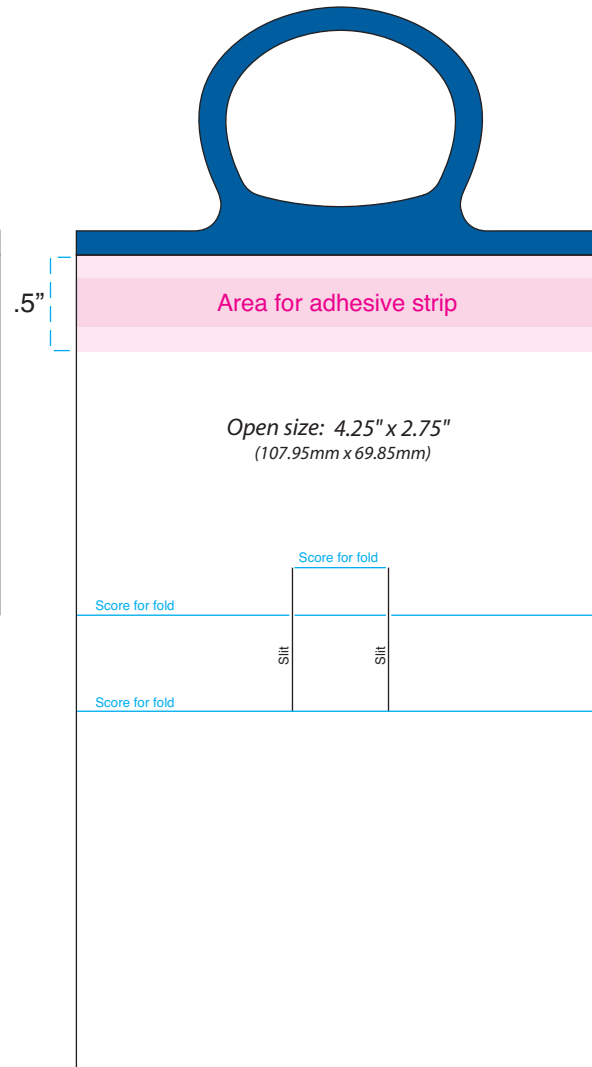 .5”
Area for adhesive strip
Open size: 4.25" x 2.75"
(107.95mm x 69.85mm)
Score for fold
Score for fold
Slit
Slit
Score for fold